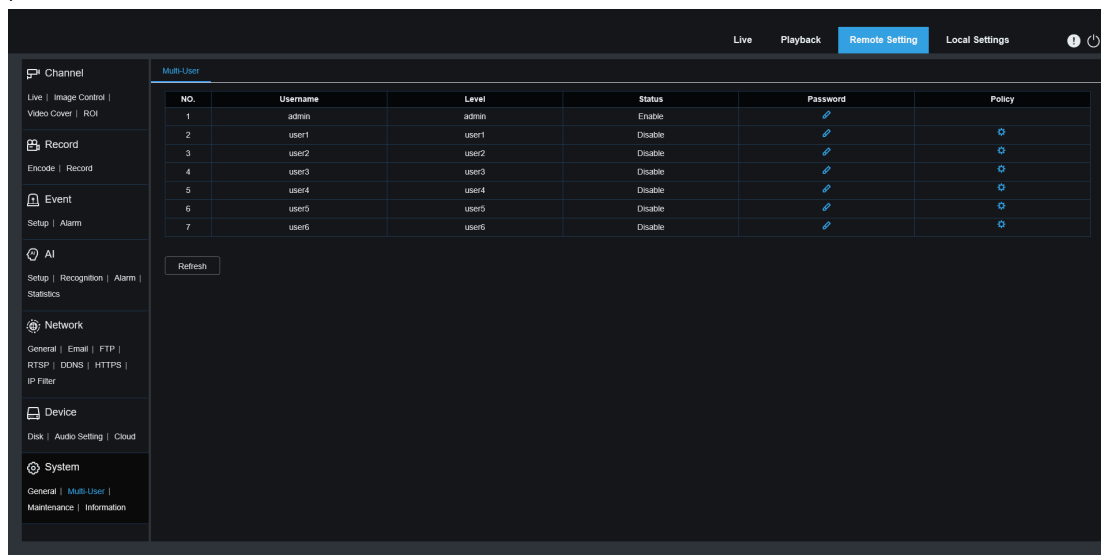 Live Playback Remote Setting Local Settings
Channel
Live | Image Control |
Video Cover | ROI
Record
Encode | Record
Event
Setup | Alarm
AI
Setup | Recognition | Alarm |
Statistics
Network
General | Email | FTP |
RTSP | DDNS | HTTPS |
IP Filter
Device
Disk | Audio Setting | Cloud
System
General | Multi-User |
Maintenance | Information
Multi-User
NO. Username Level Status Password Policy
1 admin admin Enable
2 user1 user1 Disable
3 user2 user2 Disable
4 user3 user3 Disable
5 user4 user4 Disable
6 user5 user5 Disable
7 user6 user6 Disable
Refresh